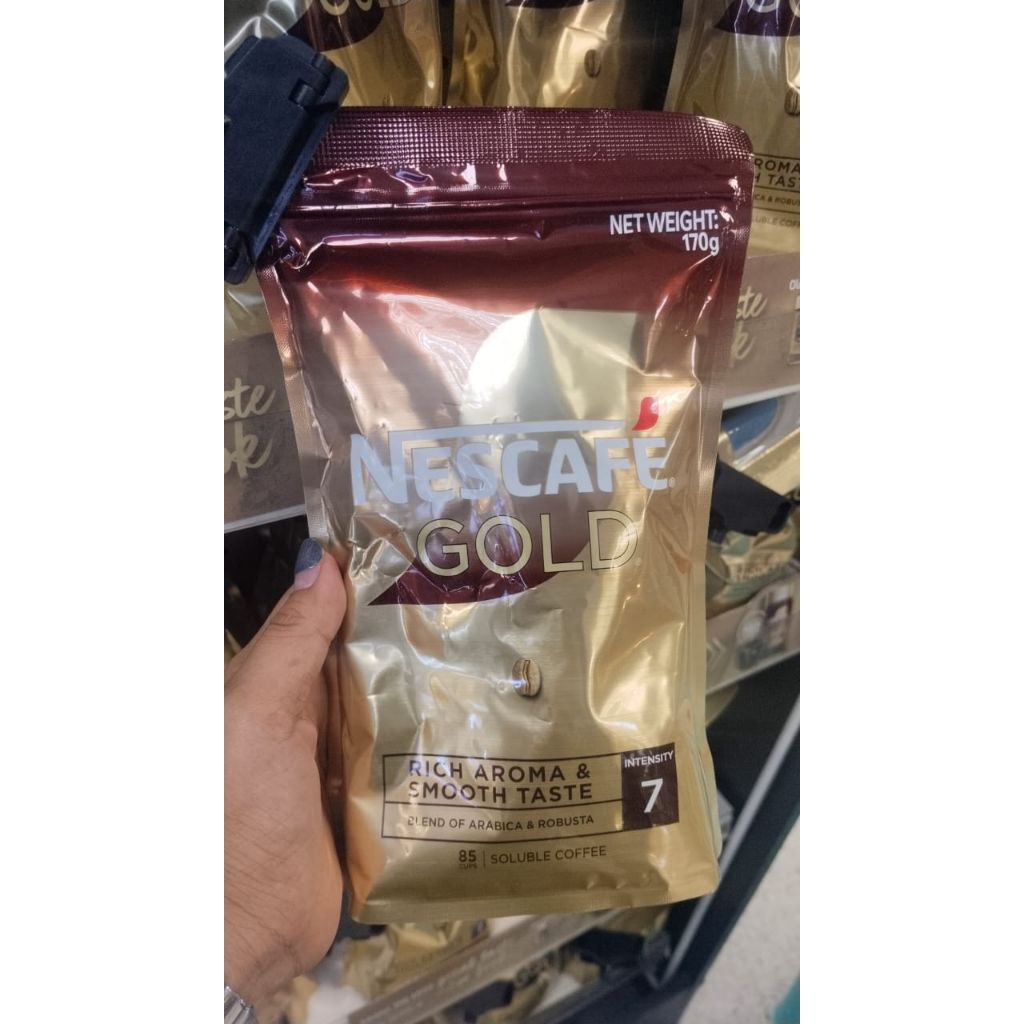 GOLD
NET WEIGHT:
170g
NESCAFÉ
GOLD
RICH AROMA &
SMOOTH TASTE
INTENSITY
7
BLEND OF ARABICA & ROBUSTA
85
CUPS
SOLUBLE COFFEE